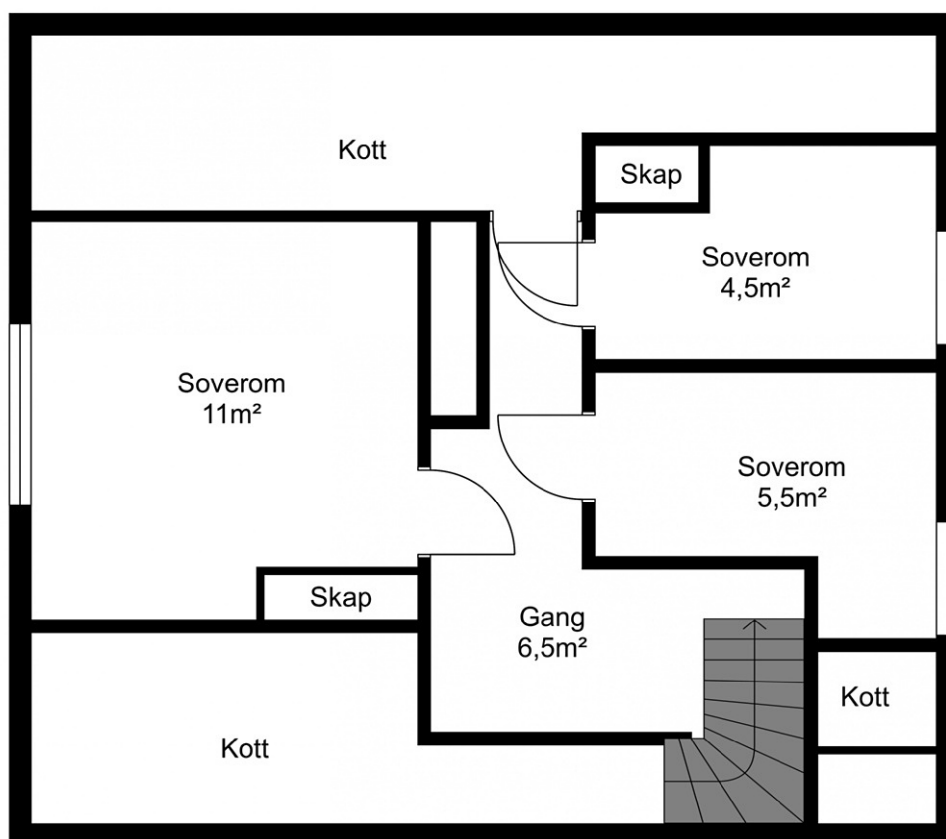 Kott
Skap
Soverom
4,5m²
Soverom
11m²
Soverom
5,5m²
Skap
Gang
6,5m²
Kott
Kott